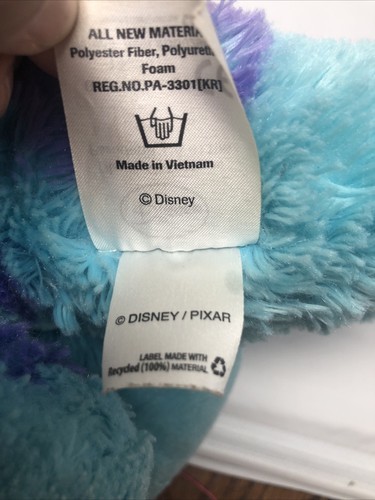 ALL NEW MATERIA
Polyester Fiber, Polyureth
Foam
REG.NO.PA-3301[KR]
Made in Vietnam
© Disney
© DISNEY / PIXAR
LABEL MADE WITH
Recycled (100%) MATERIAL